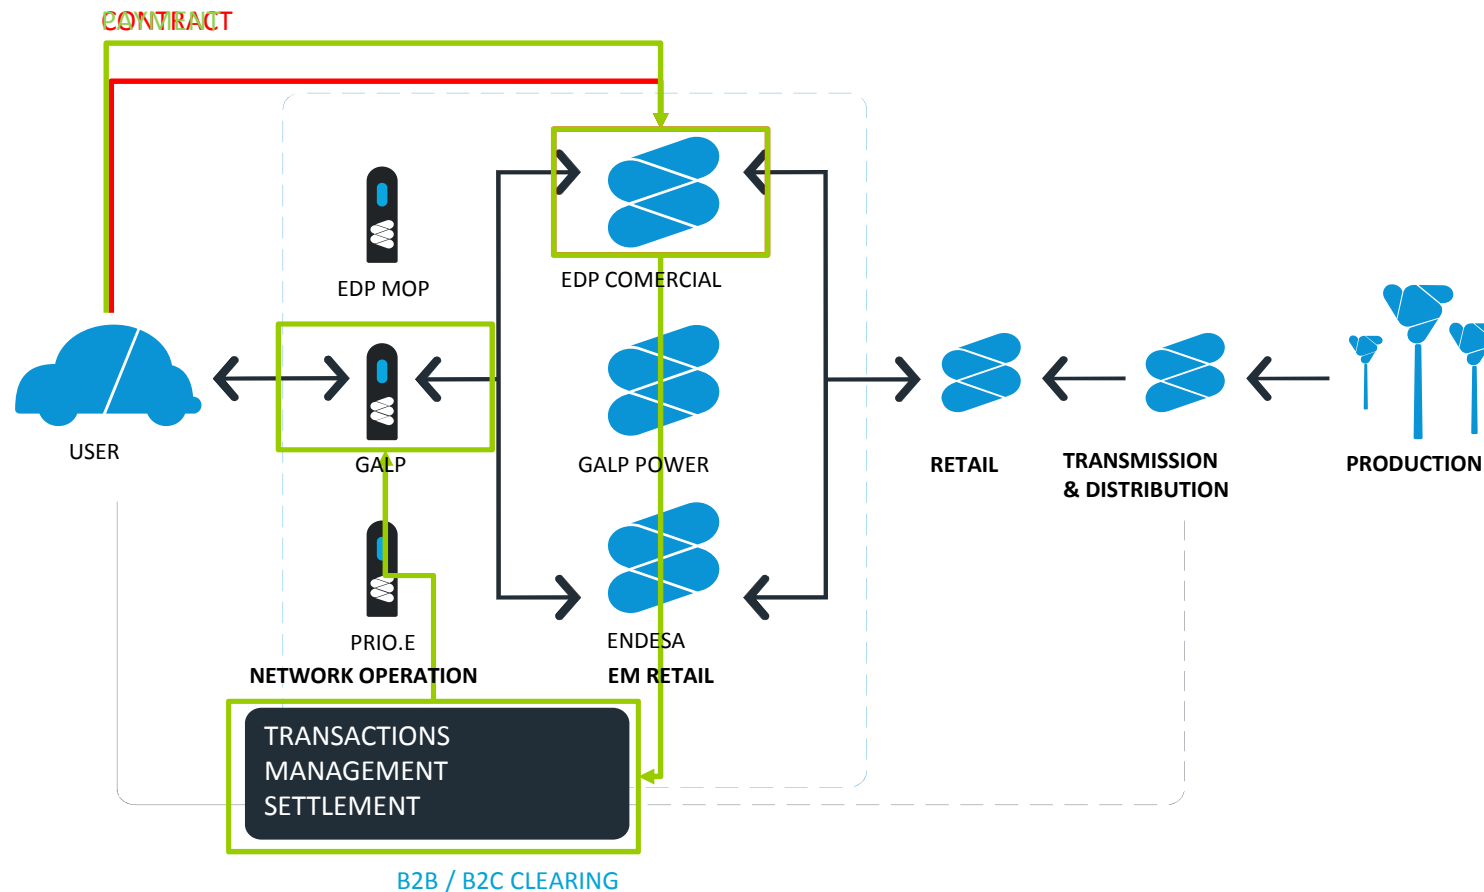 PAYMENT
CONTRACT
EDP MOP
EDP COMERCIAL
USER
GALP
GALP POWER
RETAIL
TRANSMISSION
& DISTRIBUTION
PRODUCTION
PRIO.E
ENDESA
NETWORK OPERATION
EM RETAIL
TRANSACTIONS
MANAGEMENT
SETTLEMENT
B2B / B2C CLEARING